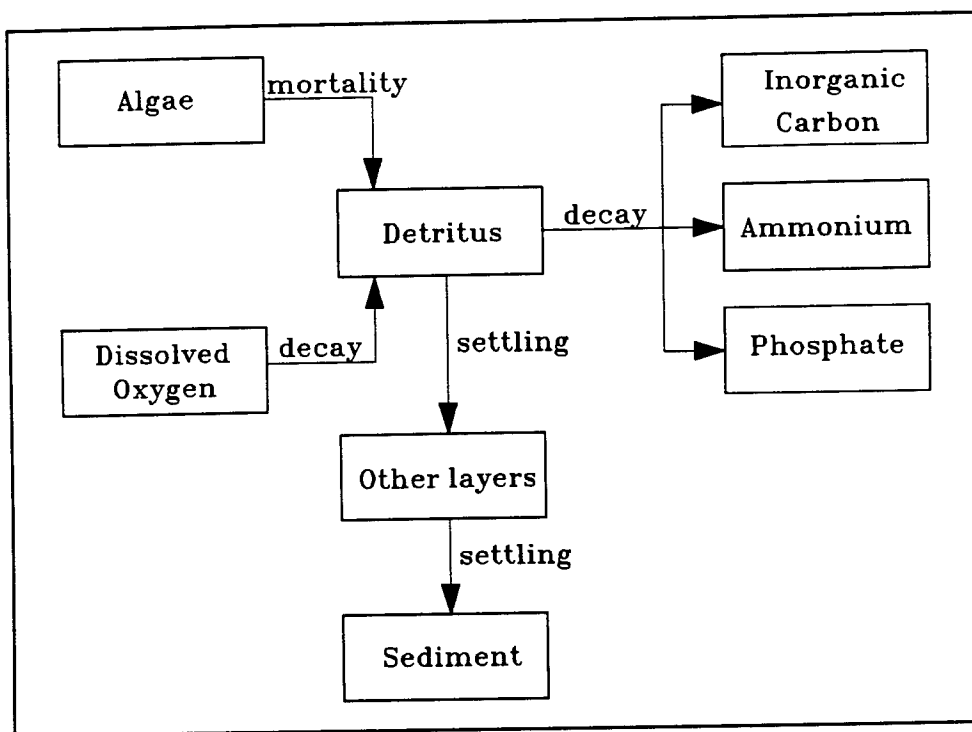 Algae
mortality
Inorganic
Carbon
Detritus
decay
Ammonium
Dissolved
Oxygen
decay
settling
Phosphate
Other layers
settling
Sediment